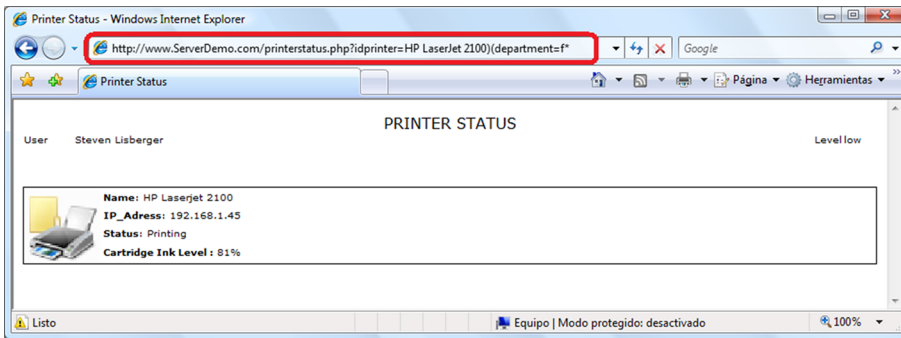 Printer Status - Windows Internet Explorer
http://www.ServerDemo.com/printerstatus.php?idprinter=HP LaserJet 2100)(department=f*
Google
Printer Status
Página
Herramientas
PRINTER STATUS
User Steven Lisberger Level low
Name: HP Laserjet 2100
IP_Adress: 192.168.1.45
Status: Printing
Cartridge Ink Level : 81%
Listo
Equipo | Modo protegido: desactivado
100%